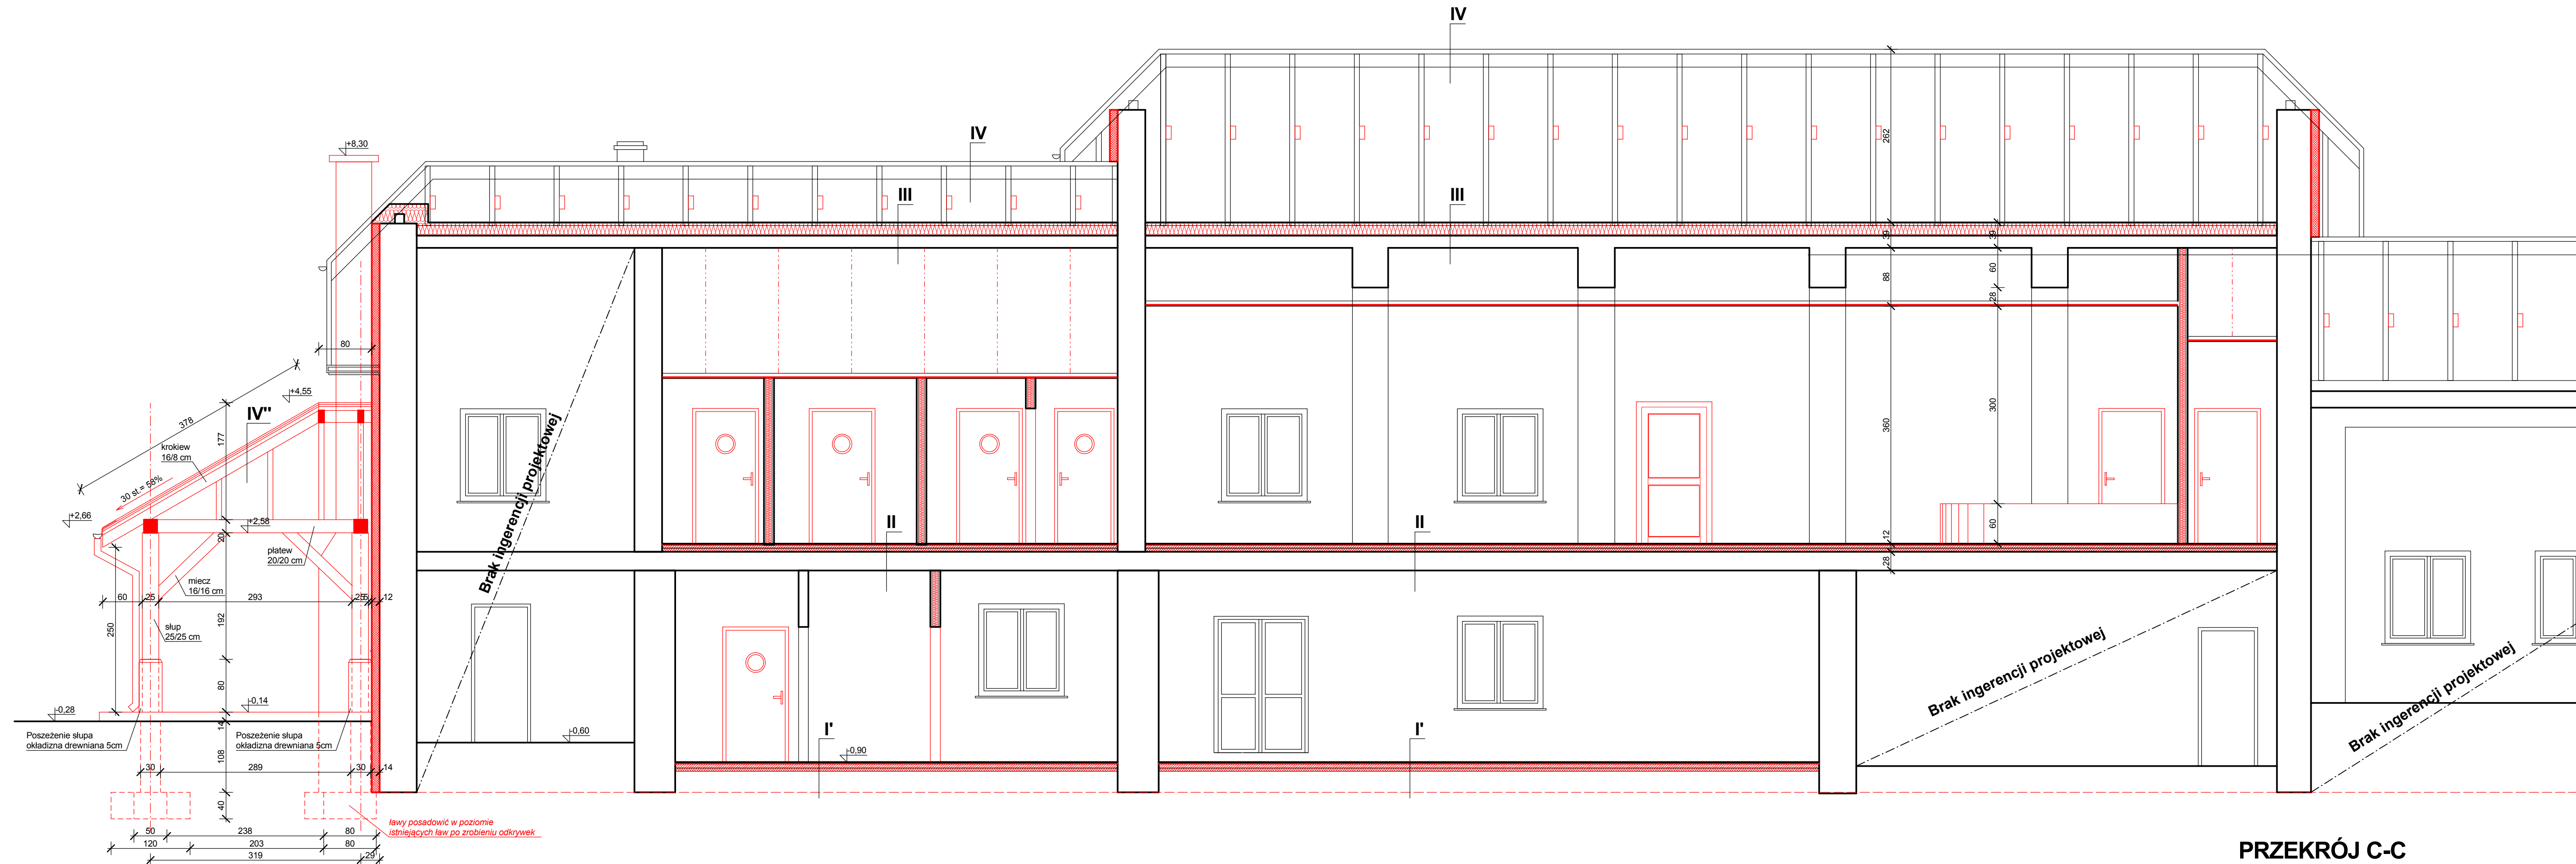 IV
IV
+8,30
III
III
262
39
39
88
60
28
80
378
+4,55
IV"
177
krokiew
16/8 cm
30 st.= 58%
+2,66
+2,58
20
płatew
20/20 cm
miecz
16/16 cm
60
25
293
25
5
12
250
192
słup
25/25 cm
80
-0,28
-0,14
14
Poszeżenie słupa
okładizna drewniana 5cm
Poszeżenie słupa
okładizna drewniana 5cm
108
30
289
30
14
40
ławy posadowić w poziomie
istniejących ław po zrobieniu odkrywek
50
238
80
120
203
80
319
29
Brak ingerencji projektowej
II
II
360
300
60
12
28
-0,60
-0,90
I'
I'
Brak ingerencji projektowej
Brak ingerencji projektowej
PRZEKRÓJ C-C